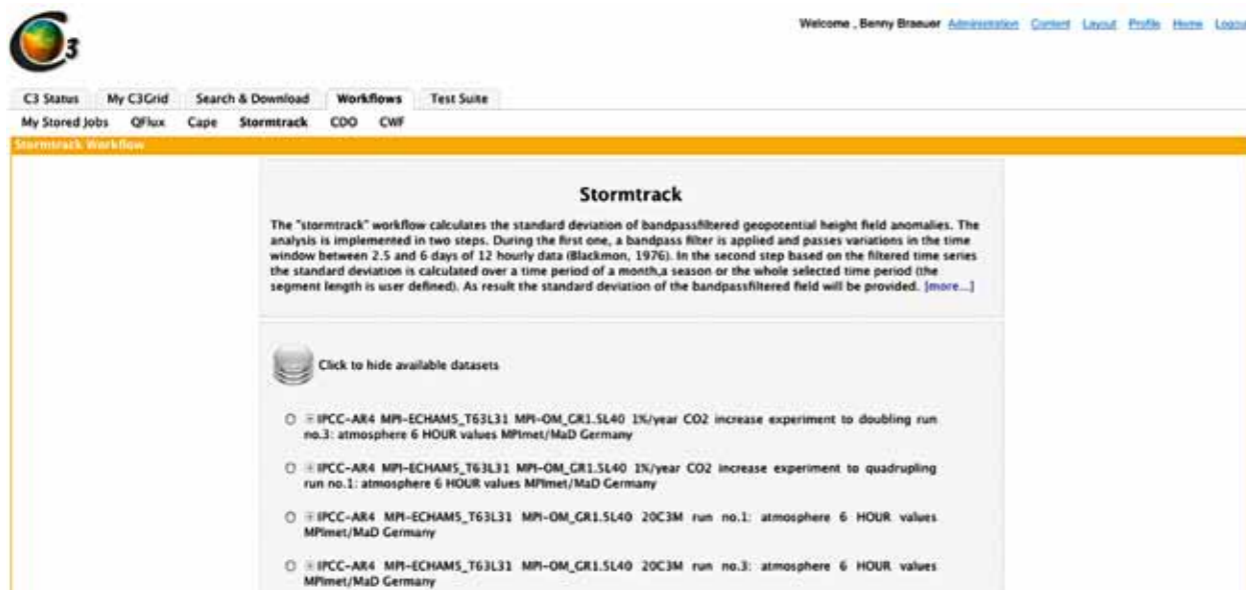 C3
Welcome , Benny Braeuer Administration Content Layout Profile Home Logout
C3 Status My C3Grid Search & Download Workflows Test Suite
My Stored Jobs QFlux Cape Stormtrack CDO CWF
Stormtrack Workflow
Stormtrack
The "stormtrack" workflow calculates the standard deviation of bandpassfiltered geopotential height field anomalies. The
analysis is implemented in two steps. During the first one, a bandpass filter is applied and passes variations in the time
window between 2.5 and 6 days of 12 hourly data (Blackmon, 1976). In the second step based on the filtered time series
the standard deviation is calculated over a time period of a month,a season or the whole selected time period (the
segment length is user defined). As result the standard deviation of the bandpassfiltered field will be provided. [more...]
Click to hide available datasets
IPCC-AR4 MPI-ECHAM5_T63L31 MPI-OM_GR1.5L40 1%/year CO2 increase experiment to doubling run
no.3: atmosphere 6 HOUR values MPImet/MaD Germany
IPCC-AR4 MPI-ECHAM5_T63L31 MPI-OM_GR1.5L40 1%/year CO2 increase experiment to quadrupling
run no.1: atmosphere 6 HOUR values MPImet/MaD Germany
IPCC-AR4 MPI-ECHAM5_T63L31 MPI-OM_GR1.5L40 20C3M run no.1: atmosphere 6 HOUR values
MPImet/MaD Germany
IPCC-AR4 MPI-ECHAM5_T63L31 MPI-OM_GR1.5L40 20C3M run no.3: atmosphere 6 HOUR values
MPImet/MaD Germany